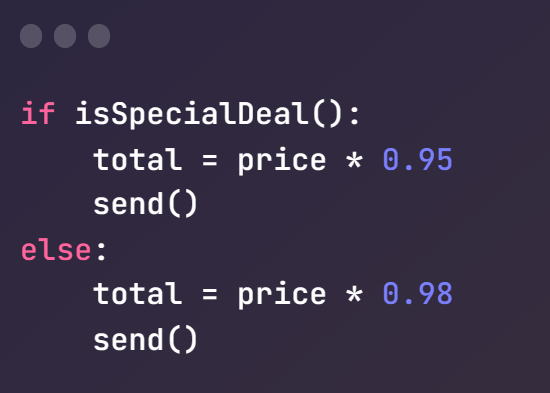 if isSpecialDeal():
    total = price * 0.95
    send()
else:
    total = price * 0.98
    send()